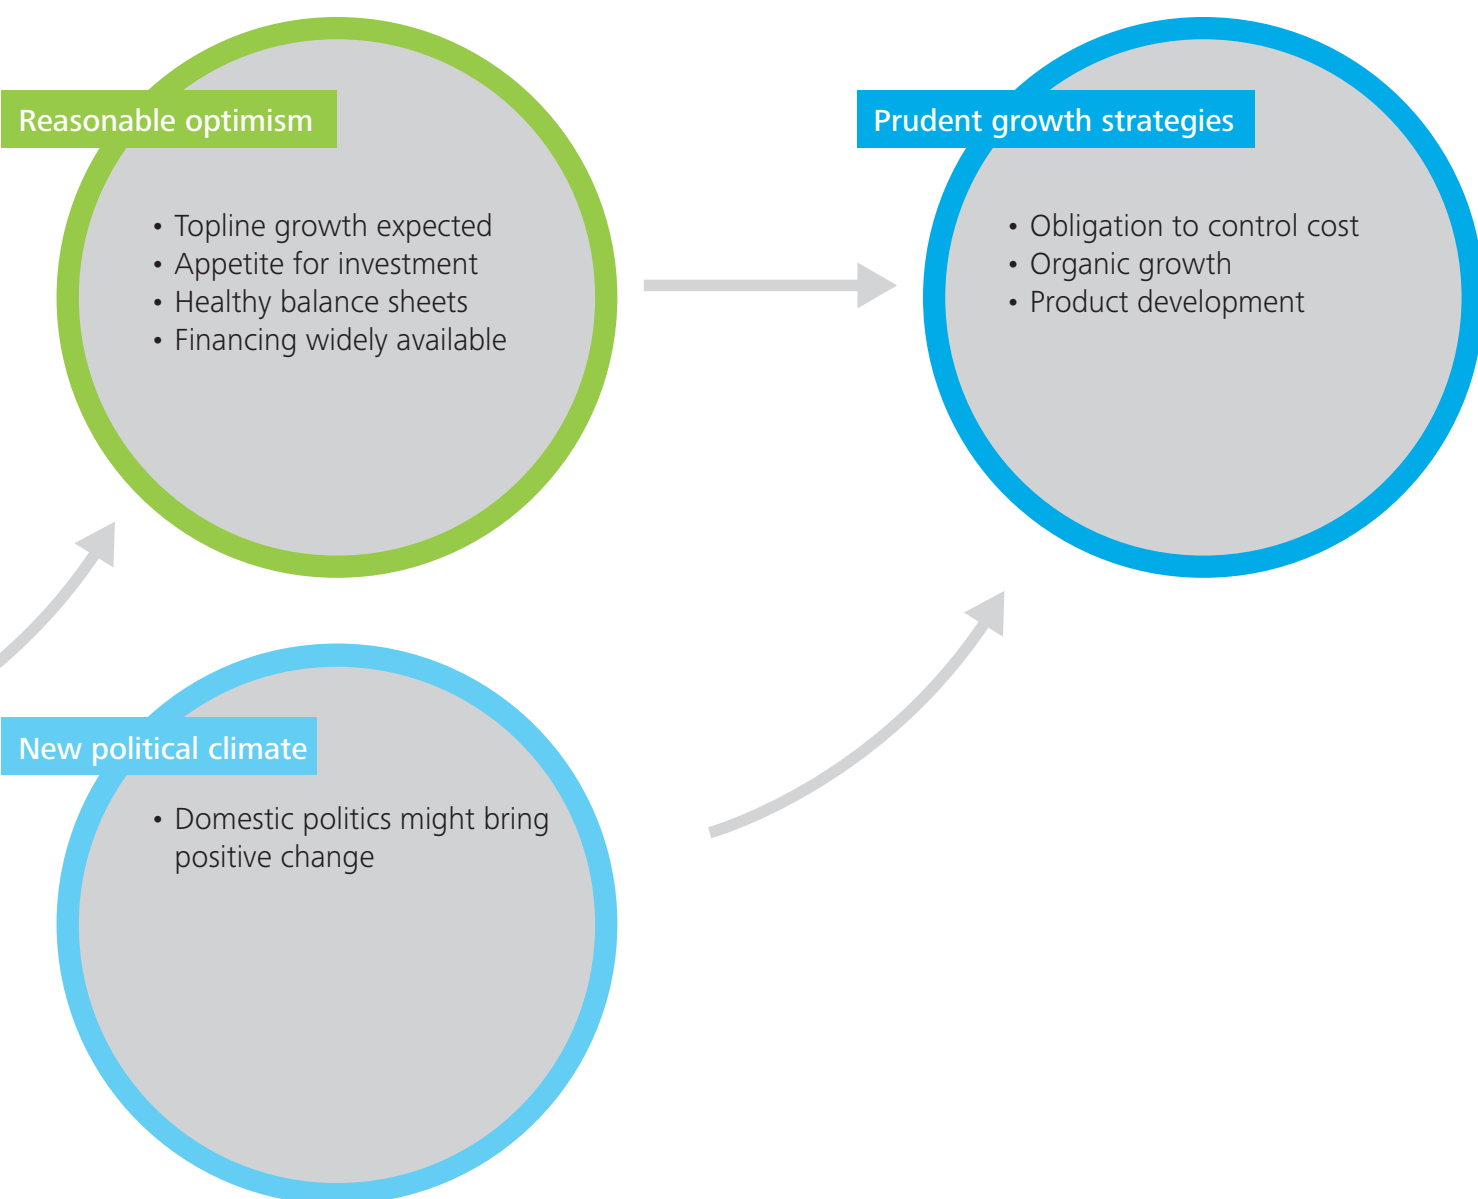 Reasonable optimism
• Topline growth expected
• Appetite for investment
• Healthy balance sheets
• Financing widely available
Prudent growth strategies
• Obligation to control cost
• Organic growth
• Product development
New political climate
• Domestic politics might bring
positive change